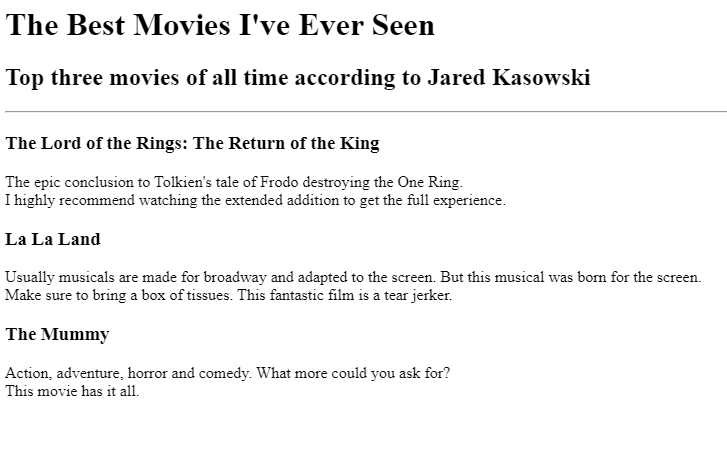 The Best Movies I've Ever Seen
Top three movies of all time according to Jared Kasowski
The Lord of the Rings: The Return of the King
The epic conclusion to Tolkien's tale of Frodo destroying the One Ring.
I highly recommend watching the extended addition to get the full experience.
La La Land
Usually musicals are made for broadway and adapted to the screen. But this musical was born for the screen.
Make sure to bring a box of tissues. This fantastic film is a tear jerker.
The Mummy
Action, adventure, horror and comedy. What more could you ask for?
This movie has it all.